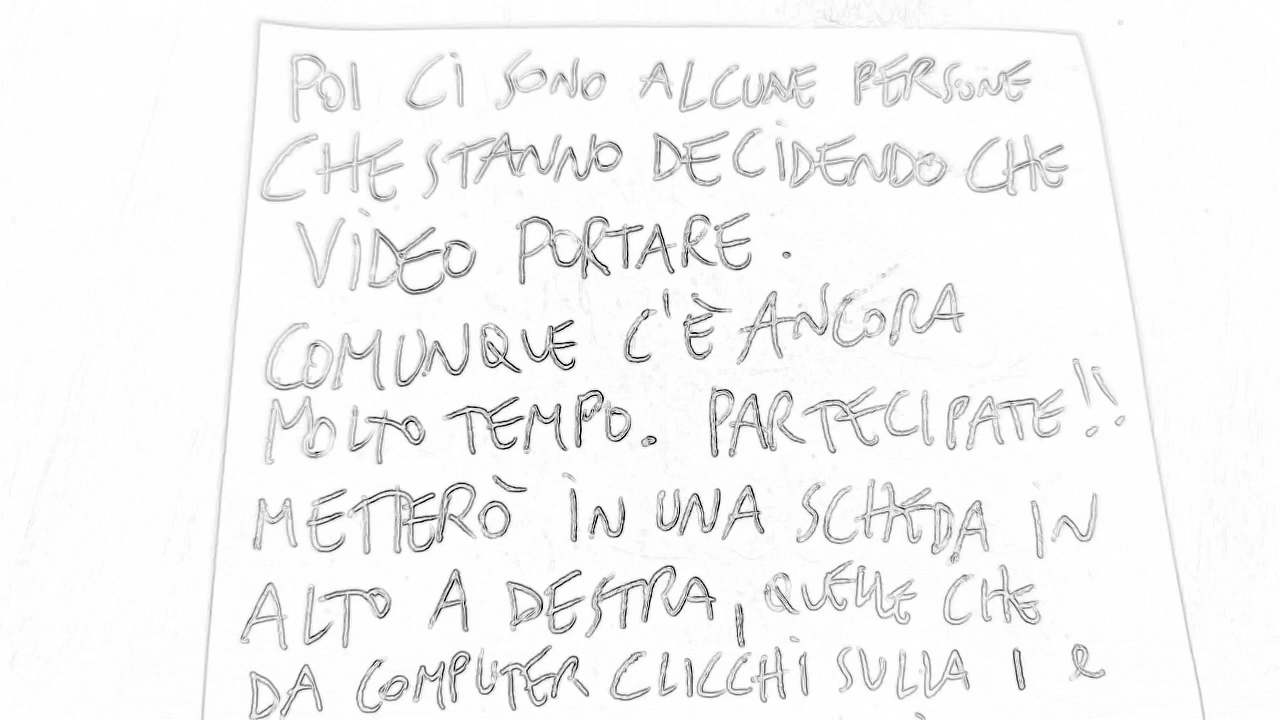 POI CI SONO ALCUNE PERSONE
CHE STANNO DECIDENDO CHE
VIDEO PORTARE.
COMUNQUE C'È ANCORA
MOLTO TEMPO. PARTECIPATE!!
METTERÒ IN UNA SCHEDA IN
ALTO A DESTRA, QUELLE CHE
DA COMPUTER CLICCHI SULLA I e